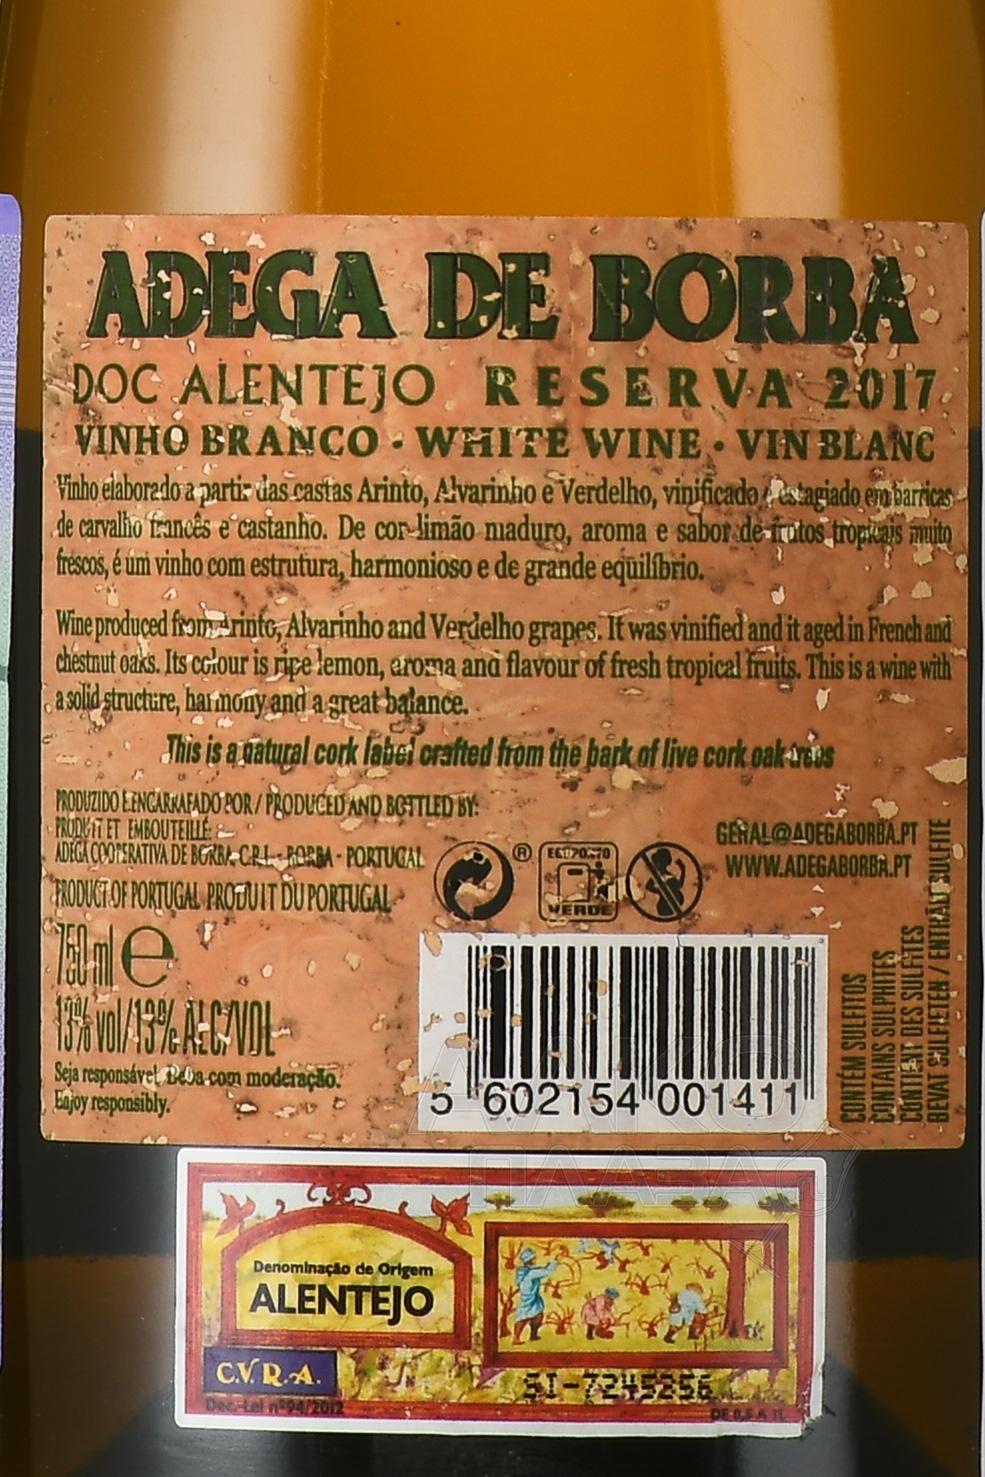 ADEGA DE BORBA
DOC ALENTEJO RESERVA 2017
VINHO BRANCO • WHITE WINE • VIN BLANC
Vinho elaborado a partir das castas Arinto, Alvarinho e Verdelho, vinificado e estagiado em barricas
de carvalho francês e castanho. De cor limão maduro, aroma e sabor de frutos tropicais muito
frescos, é um vinho com estrutura, harmonioso e de grande equilíbrio.
Wine produced from Arinto, Alvarinho and Verdelho grapes. It was vinified and it aged in French and
chestnut oaks. Its colour is ripe lemon, aroma and flavour of fresh tropical fruits. This is a wine with
a solid structure, harmony and a great balance.
This is a natural cork label crafted from the bark of live cork oak trees
PRODUZIDO E ENGARRAFADO POR / PRODUCED AND BOTTLED BY:
PRODUIT ET EMBOUTEILLÉ:
ADEGA COOPERATIVA DE BORBA, C.R.L. - BORBA - PORTUGAL
PRODUCT OF PORTUGAL PRODUIT DU PORTUGAL
GERAL@ADEGABORBA.PT
WWW.ADEGABORBA.PT
®
VERDE
750 ml e
13% vol/13% ALC/VOL
Seja responsável. Beba com moderação.
Enjoy responsibly.
5 602154 001411
CONTÉM SULFITOS
CONTAINS SULPHITES
CONTIENT DES SULFITES
BEVAT SULFIETEN / ENTHÄLT SULFITE
Denominação de Origem
ALENTEJO
C.V.R.A.
SI-7245256
Dec.-Lei nº94/2012
DE 0,5 A 1L